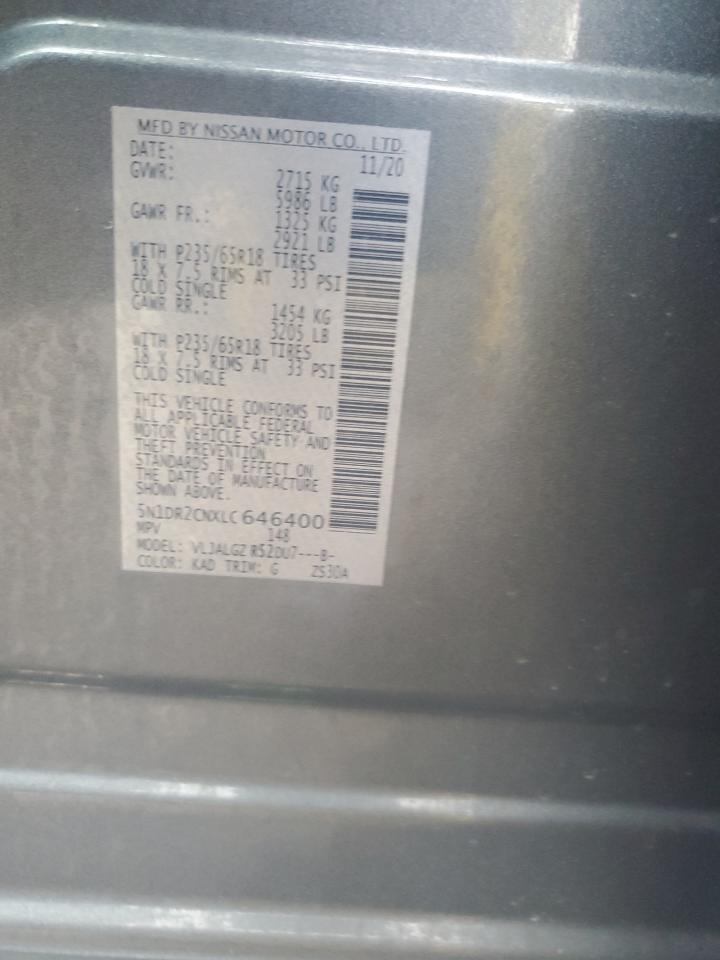 MFD BY NISSAN MOTOR CO., LTD.
DATE: 11/20
GVWR: 2715 KG
5986 LB
GAWR FR.: 1325 KG
2921 LB
WITH P235/65R18 TIRES
18 X 7.5 RIMS AT 33 PSI
COLD SINGLE
GAWR RR.: 1454 KG
3205 LB
WITH P235/65R18 TIRES
18 X 7.5 RIMS AT 33 PSI
COLD SINGLE
THIS VEHICLE CONFORMS TO
ALL APPLICABLE FEDERAL
MOTOR VEHICLE SAFETY AND
THEFT PREVENTION
STANDARDS IN EFFECT ON
THE DATE OF MANUFACTURE
SHOWN ABOVE.
5N1DR2CNXLC646400
MPV 148
MODEL: VLJALGZ R52DU7---B-
COLOR: KAD TRIM: G ZS30A